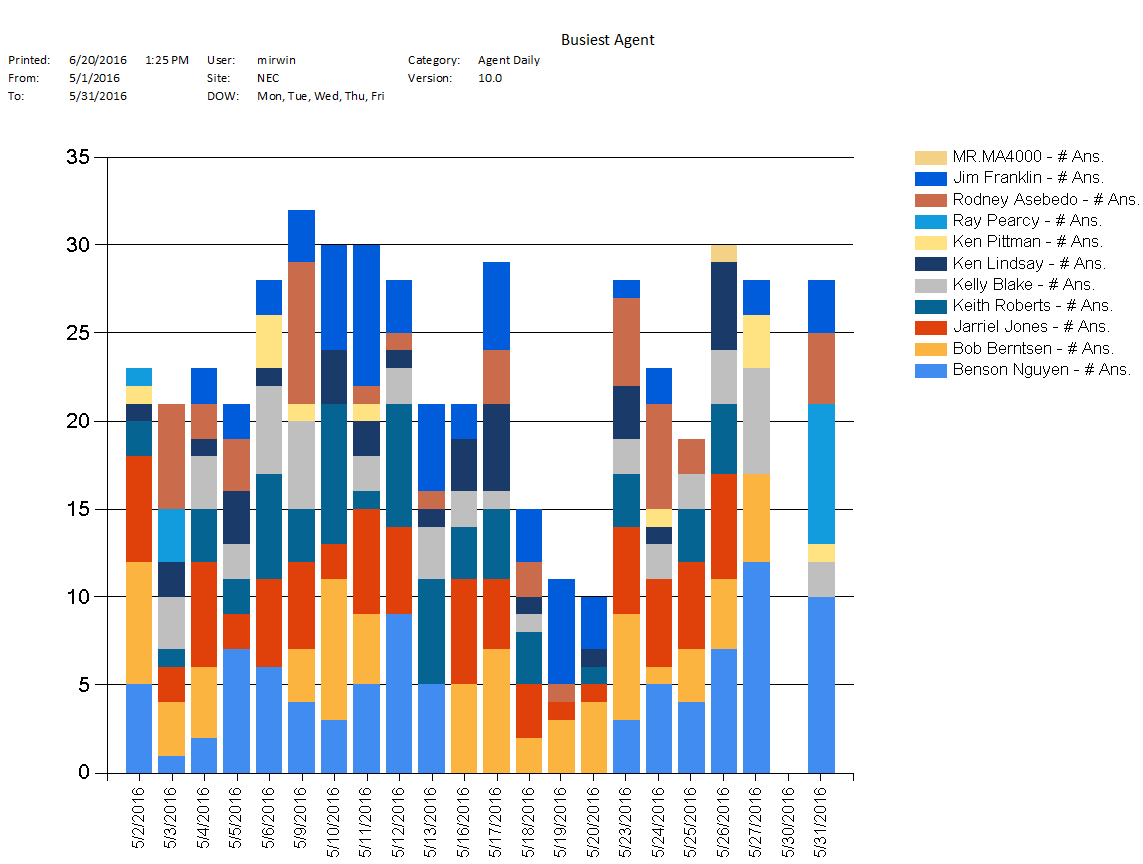 Busiest Agent
Printed: 6/20/2016 1:25 PM User: mirwin Category: Agent Daily
From: 5/1/2016 Site: NEC Version: 10.0
To: 5/31/2016 DOW: Mon, Tue, Wed, Thu, Fri
35
30
25
20
15
10
5
0
MR.MA4000 - # Ans.
Jim Franklin - # Ans.
Rodney Asebedo - # Ans.
Ray Pearcy - # Ans.
Ken Pittman - # Ans.
Ken Lindsay - # Ans.
Kelly Blake - # Ans.
Keith Roberts - # Ans.
Jarriel Jones - # Ans.
Bob Berntsen - # Ans.
Benson Nguyen - # Ans.
5/2/2016
5/3/2016
5/4/2016
5/5/2016
5/6/2016
5/9/2016
5/10/2016
5/11/2016
5/12/2016
5/13/2016
5/16/2016
5/17/2016
5/18/2016
5/19/2016
5/20/2016
5/23/2016
5/24/2016
5/25/2016
5/26/2016
5/27/2016
5/30/2016
5/31/2016